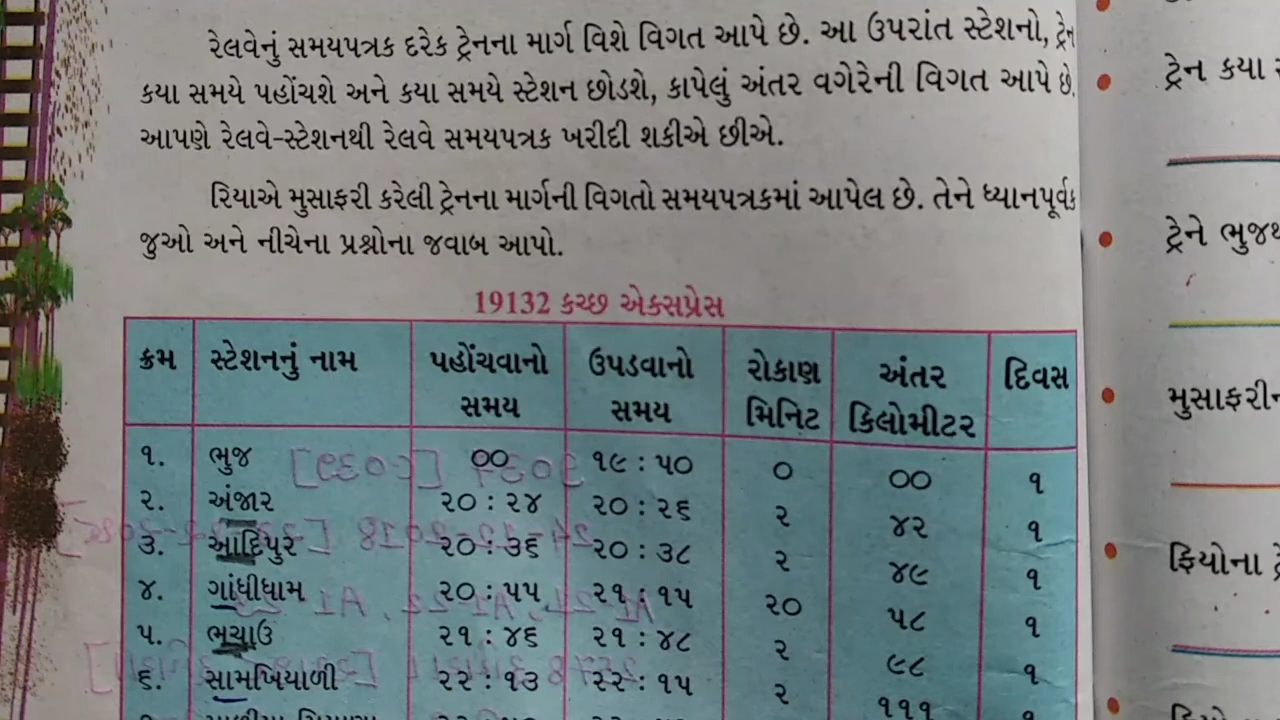 રેલવેનું સમયપત્રક દરેક ટ્રેનના માર્ગ વિશે વિગત આપે છે. આ ઉપરાંત સ્ટેશનો, ટ્રેન
કયા સમયે પહોંચશે અને કયા સમયે સ્ટેશન છોડશે, કાપેલું અંતર વગેરેની વિગત આપે છે.
આપણે રેલવે-સ્ટેશનથી રેલવે સમયપત્રક ખરીદી શકીએ છીએ.
રિયાએ મુસાફરી કરેલી ટ્રેનના માર્ગની વિગતો સમયપત્રકમાં આપેલ છે. તેને ધ્યાનપૂર્વક
જુઓ અને નીચેના પ્રશ્નોના જવાબ આપો.
19132 કચ્છ એક્સપ્રેસ
ક્રમ સ્ટેશનનું નામ પહોંચવાનો સમય ઉપડવાનો સમય રોકાણ મિનિટ અંતર કિલોમીટર દિવસ
૧. ભુજ ૦૦ ૧૯ : ૫૦ ૦ ૦૦ ૧
૨. અંજાર ૨૦ : ૨૪ ૨૦ : ૨૬ ૨ ૪૨ ૧
૩. આદિપુર ૨૦ : ૩૬ ૨૦ : ૩૮ ૨ ૪૯ ૧
૪. ગાંધીધામ ૨૦ : ૫૫ ૨૧ : ૧૫ ૨૦ ૫૮ ૧
૫. ભચાઉ ૨૧ : ૪૬ ૨૧ : ૪૮ ૨ ૯૮ ૧
૬. સામખિયાળી ૨૨ : ૧૩ ૨૨ : ૧૫ ૨ ૧૧૧ ૧
ટ્રેન કયા
ટ્રેને
ફિયોના